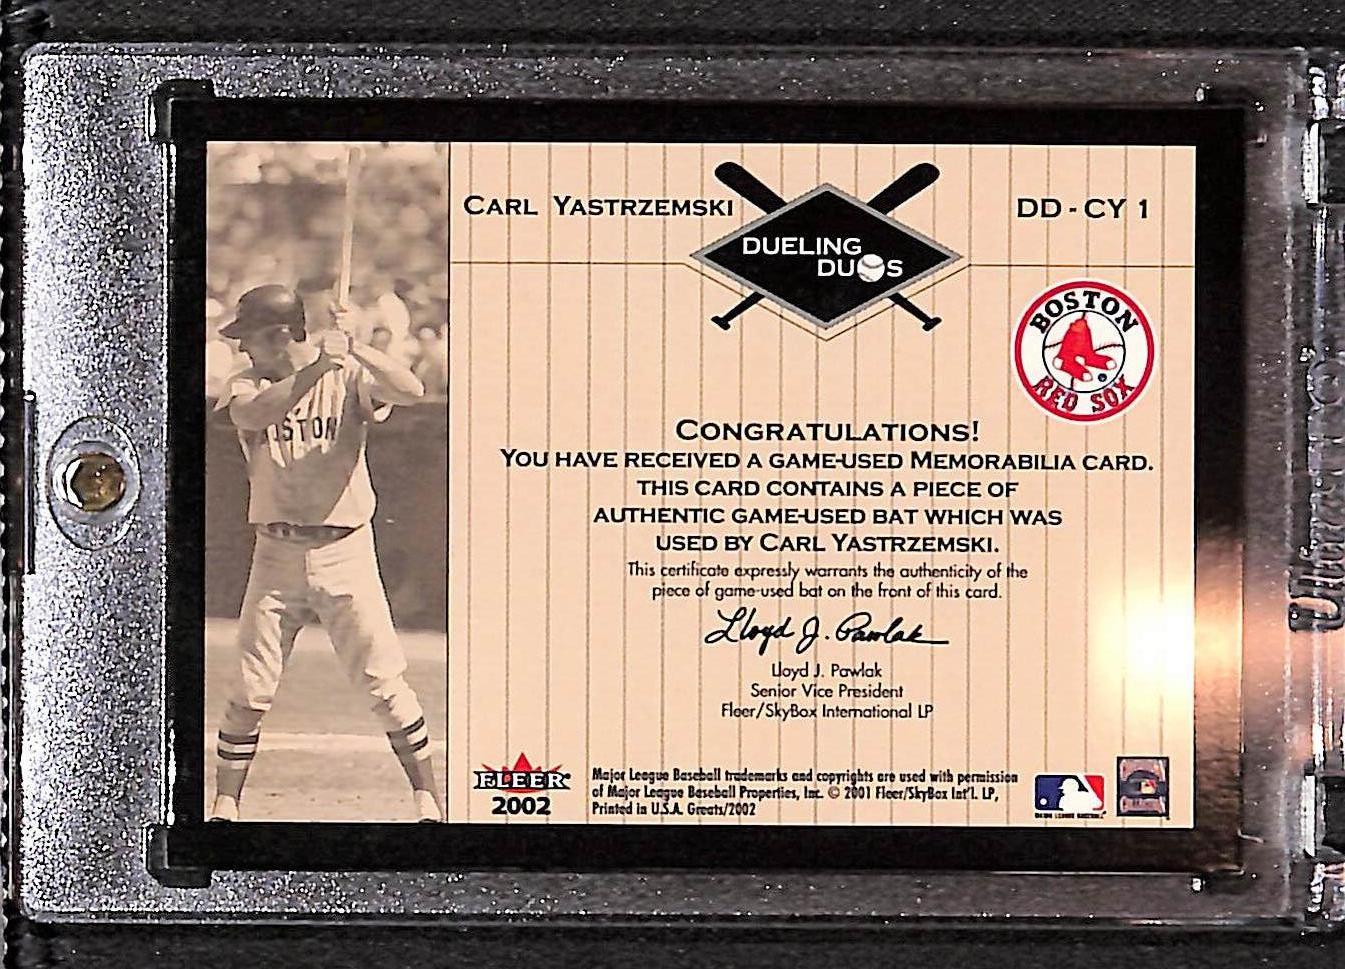 CARL YASTRZEMSKI
DUELING
DUOS
DD - CY 1
BOSTON
RED SOX
CONGRATULATIONS!
YOU HAVE RECEIVED A GAME-USED MEMORABILIA CARD.
THIS CARD CONTAINS A PIECE OF
AUTHENTIC GAME-USED BAT WHICH WAS
USED BY CARL YASTRZEMSKI.
This certificate expressly warrants the authenticity of the
piece of game-used bat on the front of this card.
Lloyd J. Pawlak
Lloyd J. Pawlak
Senior Vice President
Fleer/SkyBox International LP
FLEER
2002
Major League Baseball trademarks and copyrights are used with permission
of Major League Baseball Properties, Inc. © 2001 Fleer/SkyBox Int'l. LP,
Printed in U.S.A. Greats/2002